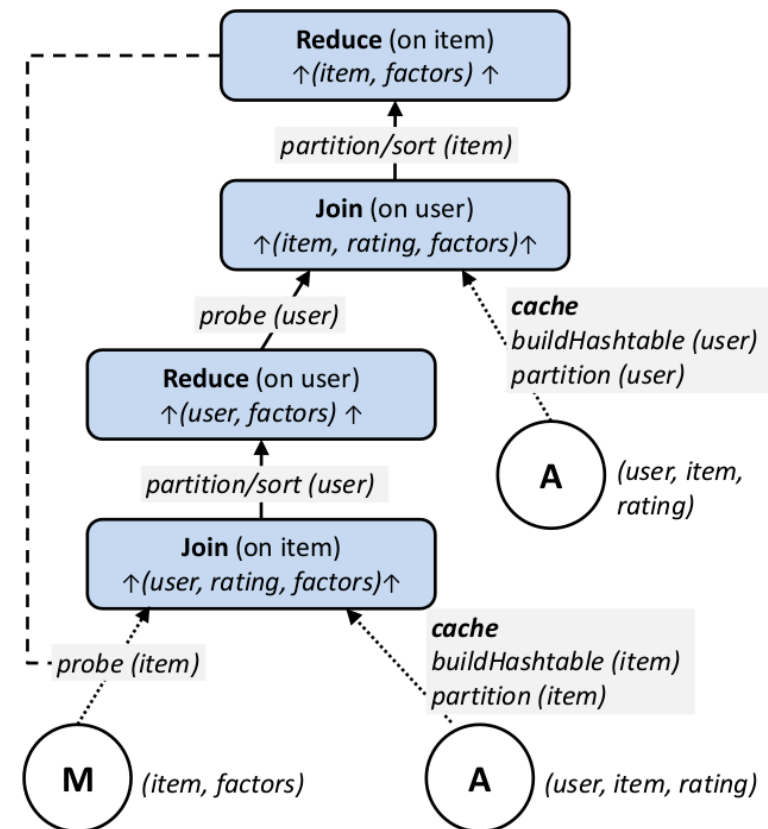 Reduce (on item)
↑(item, factors) ↑
partition/sort (item)
Join (on user)
↑(item, rating, factors)↑
probe (user)
cache
buildHashtable (user)
partition (user)
Reduce (on user)
↑(user, factors) ↑
A
(user, item,
rating)
partition/sort (user)
Join (on item)
↑(user, rating, factors)↑
probe (item)
cache
buildHashtable (item)
partition (item)
M
(item, factors)
A
(user, item, rating)